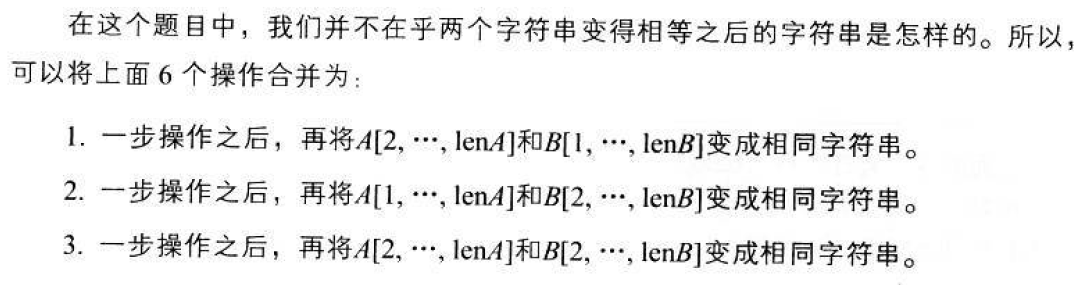 在这个题目中，我们并不在乎两个字符串变得相等之后的字符串是怎样的。所以，
可以将上面 6 个操作合并为：
1. 一步操作之后，再将A[2, ⋯, lenA]和B[1, ⋯, lenB]变成相同字符串。
2. 一步操作之后，再将A[1, ⋯, lenA]和B[2, ⋯, lenB]变成相同字符串。
3. 一步操作之后，再将A[2, ⋯, lenA]和B[2, ⋯, lenB]变成相同字符串。